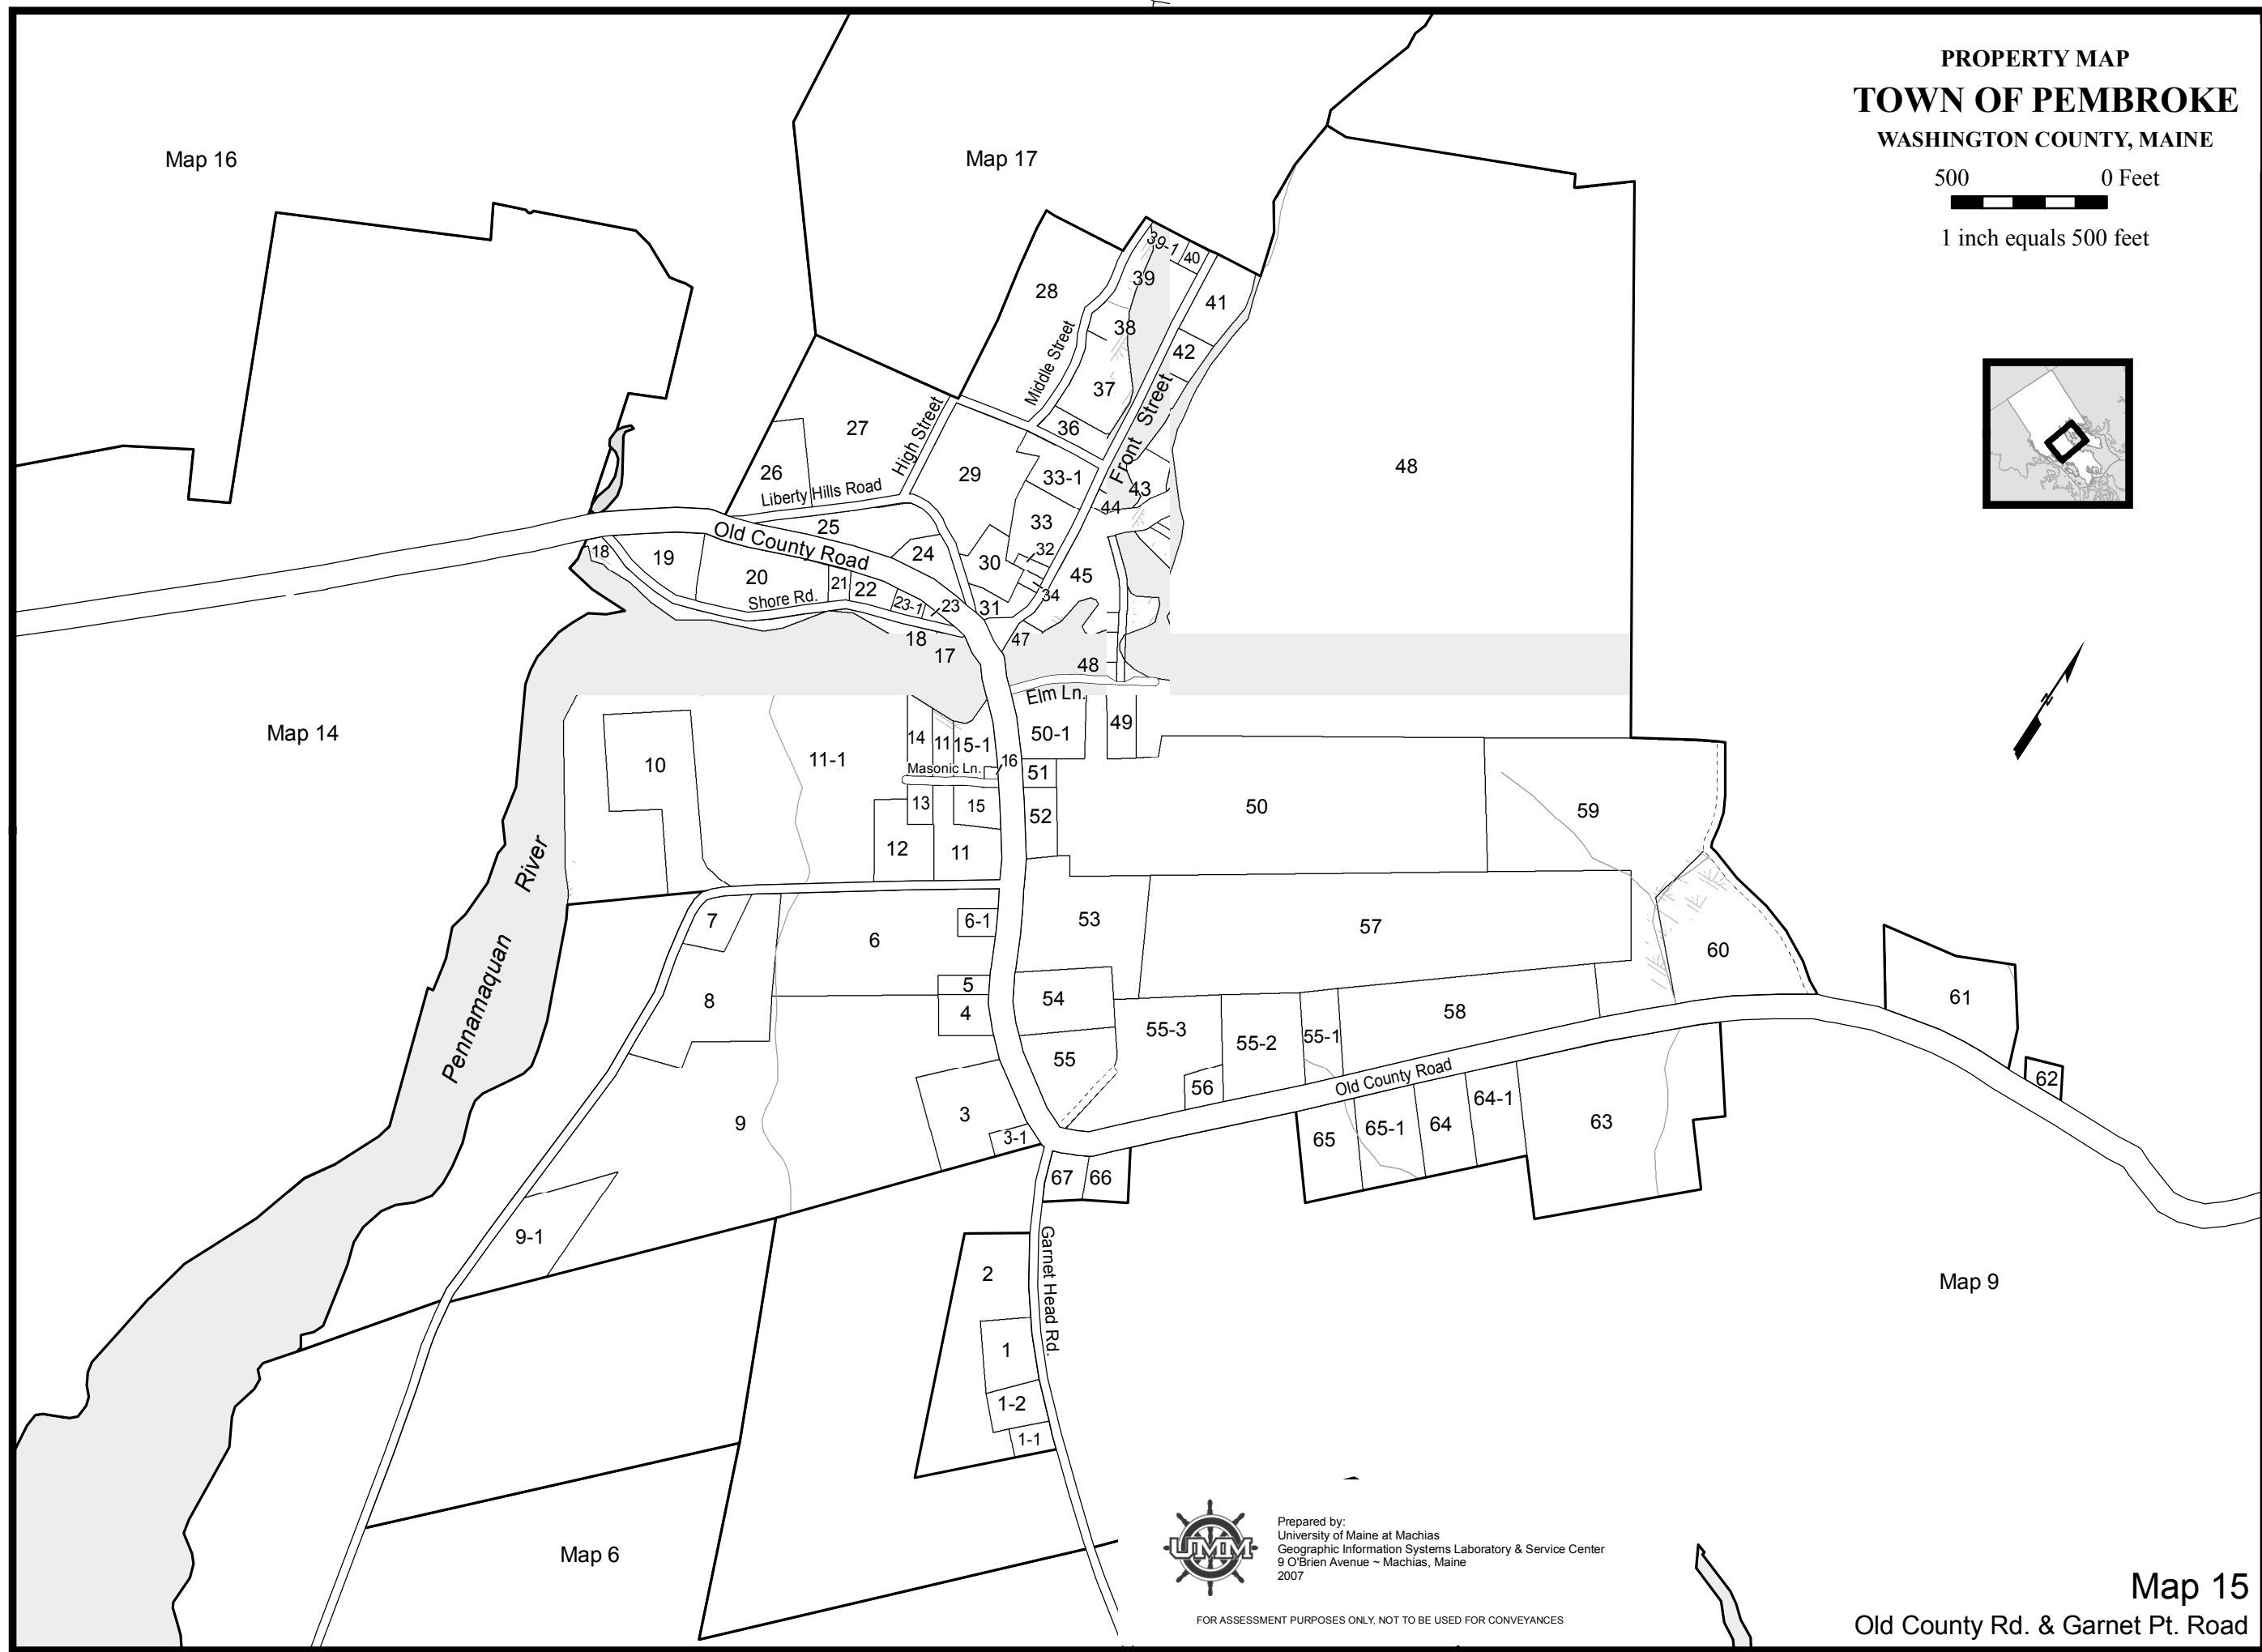 PROPERTY MAP
TOWN OF PEMBROKE
WASHINGTON COUNTY, MAINE
500 0 Feet
1 inch equals 500 feet
Map 16
Map 17
39-1
40
39
28
41
38
42
Middle Street
37
Front Street
27
High Street
36
48
26
29
33-1
43
Liberty Hills Road
44
25
33
Old County Road
18
19
24
32
30
20
21
22
45
Shore Rd.
23-1
23
31
34
18
47
17
48
Elm Ln.
Map 14
14
11
15-1
50-1
49
10
11-1
16
Masonic Ln.
51
13
15
52
50
59
12
11
Pennamaquan River
7
6-1
53
6
57
60
5
8
4
54
61
55-3
55-2
55-1
58
55
56
Old County Road
62
3
9
3-1
65
65-1
64
64-1
63
67
66
9-1
2
Garnet Head Rd.
Map 9
1
1-2
1-1
Map 6
UMM
Prepared by:
University of Maine at Machias
Geographic Information Systems Laboratory & Service Center
9 O'Brien Avenue ~ Machias, Maine
2007
FOR ASSESSMENT PURPOSES ONLY, NOT TO BE USED FOR CONVEYANCES
N
Map 15
Old County Rd. & Garnet Pt. Road